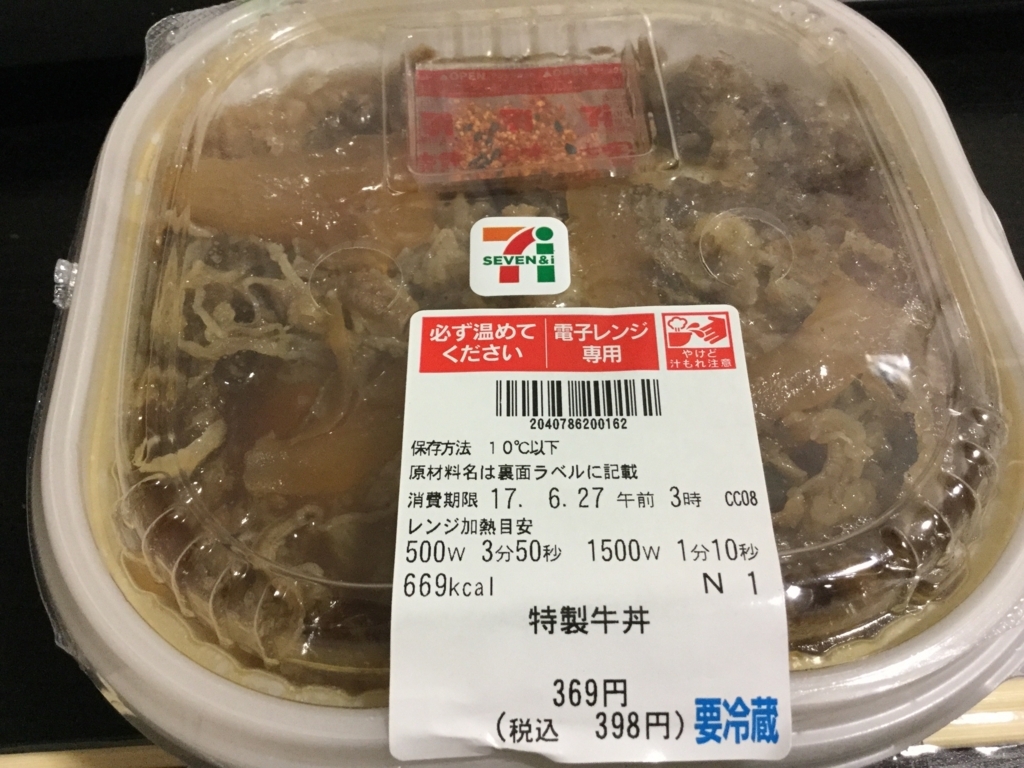 ▲OPEN ▲OPEN
7i
SEVEN&i
必ず温めて
ください
電子レンジ
専用
やけど
汁もれ注意
2040786200162
保存方法 10℃以下
原材料名は裏面ラベルに記載
消費期限 17. 6.27 午前 3時 CC08
レンジ加熱目安
500W 3分50秒 1500W 1分10秒
669kcal N 1
特製牛丼
369円
(税込 398円) 要冷蔵